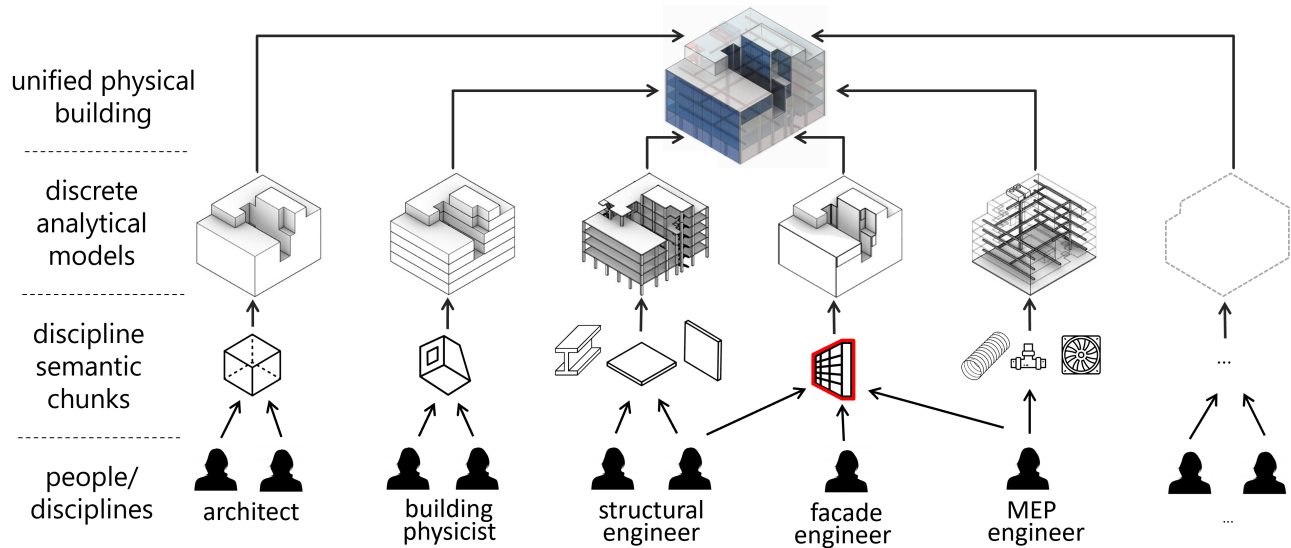 unified physical
building
discrete
analytical
models
discipline
semantic
chunks
...
people/
disciplines
architect
building
physicist
structural
engineer
facade
engineer
MEP
engineer
...